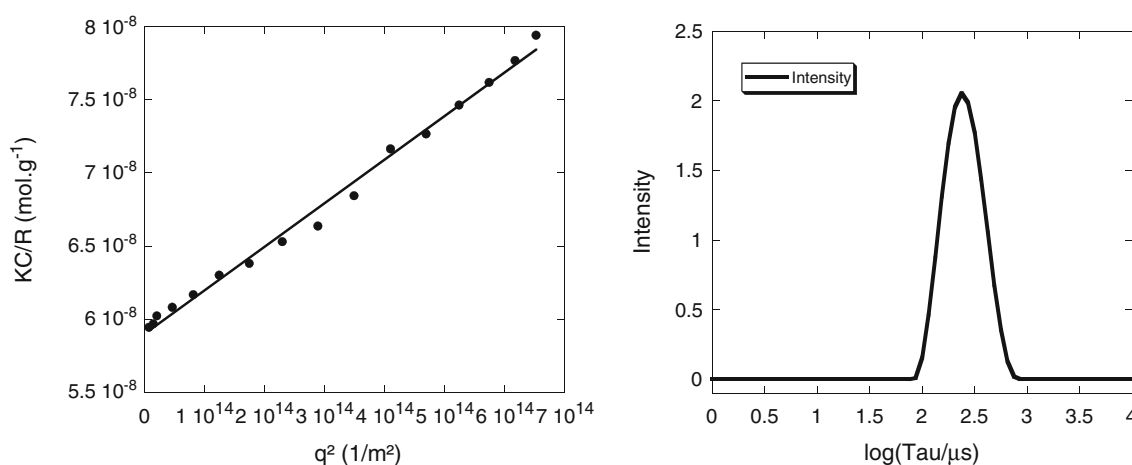 8 10⁻⁸
7.5 10⁻⁸
7 10⁻⁸
6.5 10⁻⁸
6 10⁻⁸
5.5 10⁻⁸
KC/R (mol.g⁻¹)
0 1 10¹⁴ 2 10¹⁴ 3 10¹⁴ 4 10¹⁴ 5 10¹⁴ 6 10¹⁴ 7 10¹⁴
q² (1/m²)
2.5
2
1.5
1
0.5
0
Intensity
Intensity
0 0.5 1 1.5 2 2.5 3 3.5 4
log(Tau/μs)